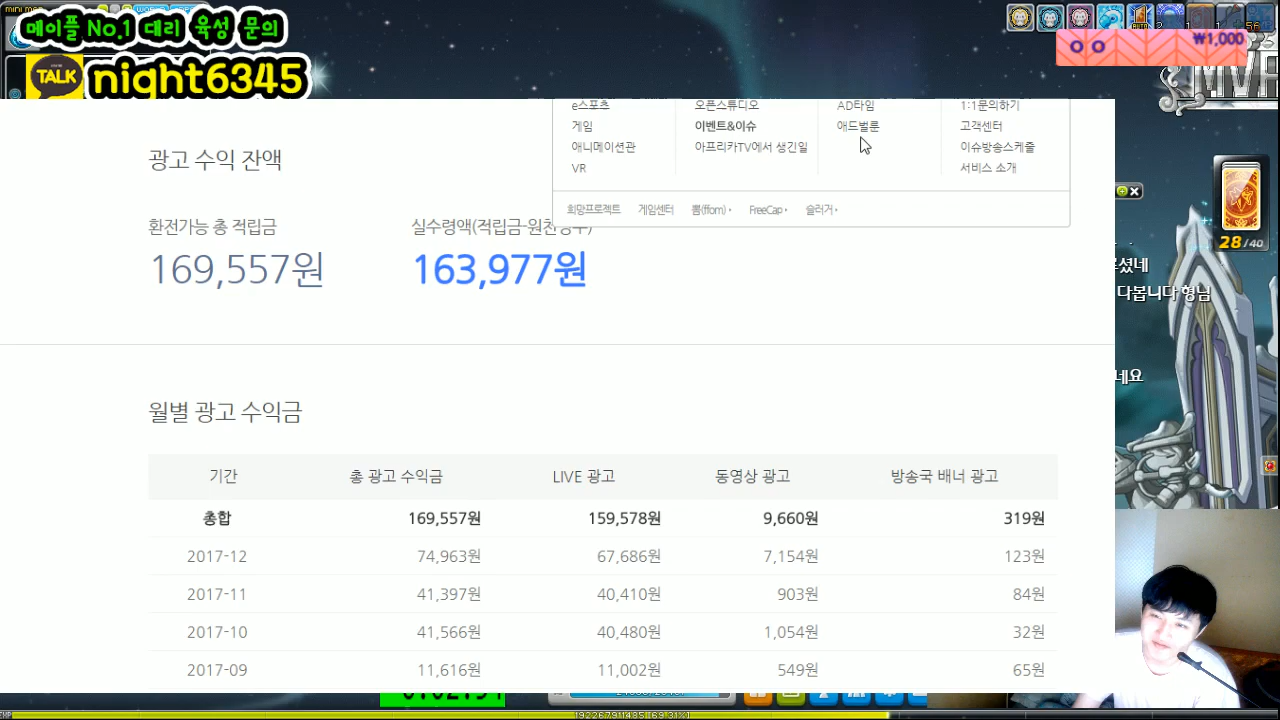 메이플 No.1 대리 육성 문의
TALK
night6345
₩1,000
e스포츠
오픈스튜디오
AD타임
1:1문의하기
게임
이벤트&이슈
애드벌룬
고객센터
애니메이션관
아프리카TV에서 생긴일
이슈방송스케줄
VR
서비스 소개
희망프로젝트
게임센터
뿜(ffom)
FreeCap
슬러거
광고 수익 잔액
환전가능 총 적립금
169,557원
163,977원
28/40
다봅니다 형님
네요
월별 광고 수익금
기간 총 광고 수익금 LIVE 광고 동영상 광고 방송국 배너 광고
총합 169,557원 159,578원 9,660원 319원
2017-12 74,963원 67,686원 7,154원 123원
2017-11 41,397원 40,410원 903원 84원
2017-10 41,566원 40,480원 1,054원 32원
2017-09 11,616원 11,002원 549원 65원